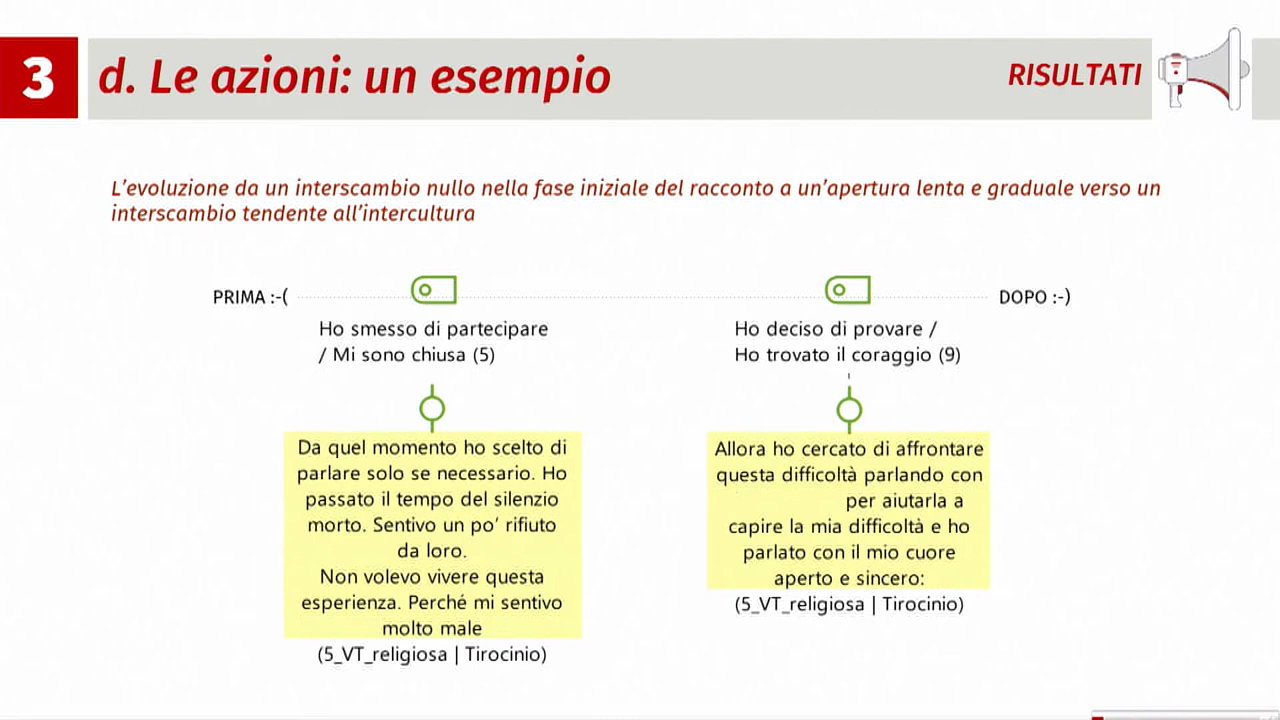 3
d. Le azioni: un esempio
RISULTATI
L’evoluzione da un interscambio nullo nella fase iniziale del racconto a un’apertura lenta e graduale verso un
interscambio tendente all’intercultura
PRIMA :-(
DOPO :-)
Ho smesso di partecipare
/ Mi sono chiusa (5)
Ho deciso di provare /
Ho trovato il coraggio (9)
Da quel momento ho scelto di
parlare solo se necessario. Ho
passato il tempo del silenzio
morto. Sentivo un po’ rifiuto
da loro.
Non volevo vivere questa
esperienza. Perché mi sentivo
molto male
(5_VT_religiosa | Tirocinio)
Allora ho cercato di affrontare
questa difficoltà parlando con
per aiutarla a
capire la mia difficoltà e ho
parlato con il mio cuore
aperto e sincero:
(5_VT_religiosa | Tirocinio)